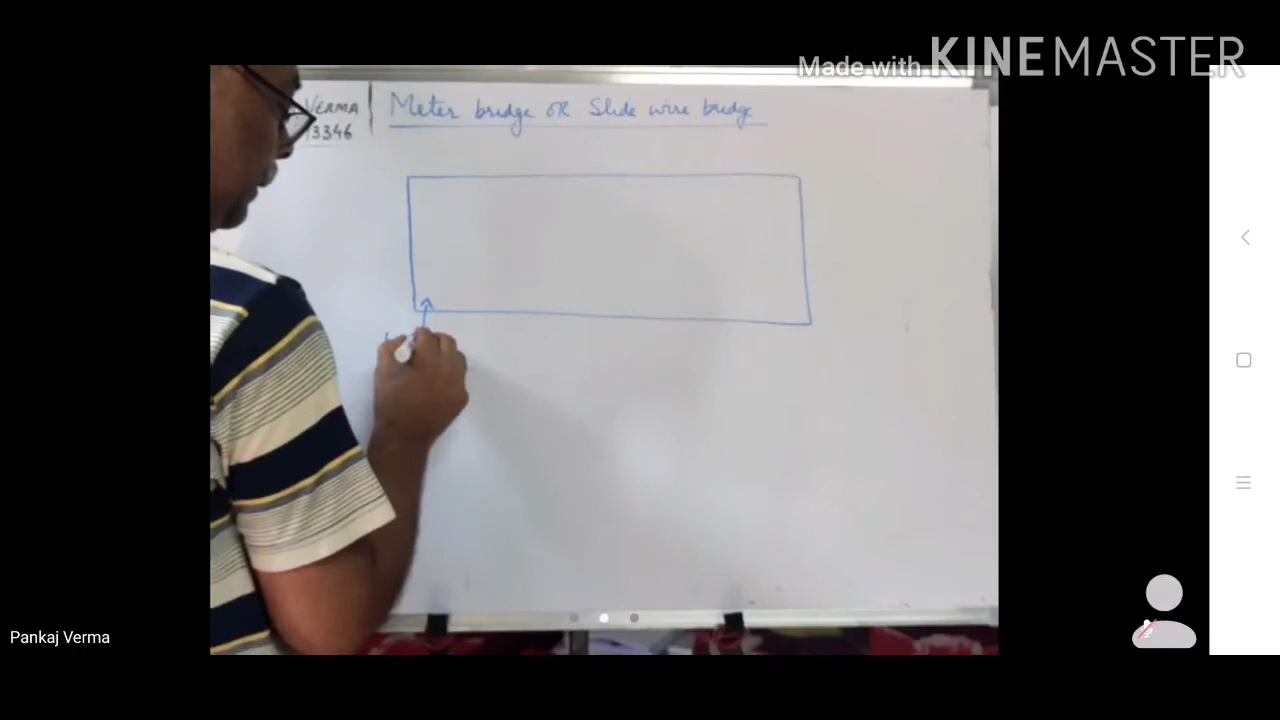 Made with KINEMASTER
VERMA
3346
Meter bridge OR Slide wire bridge
Pankaj Verma